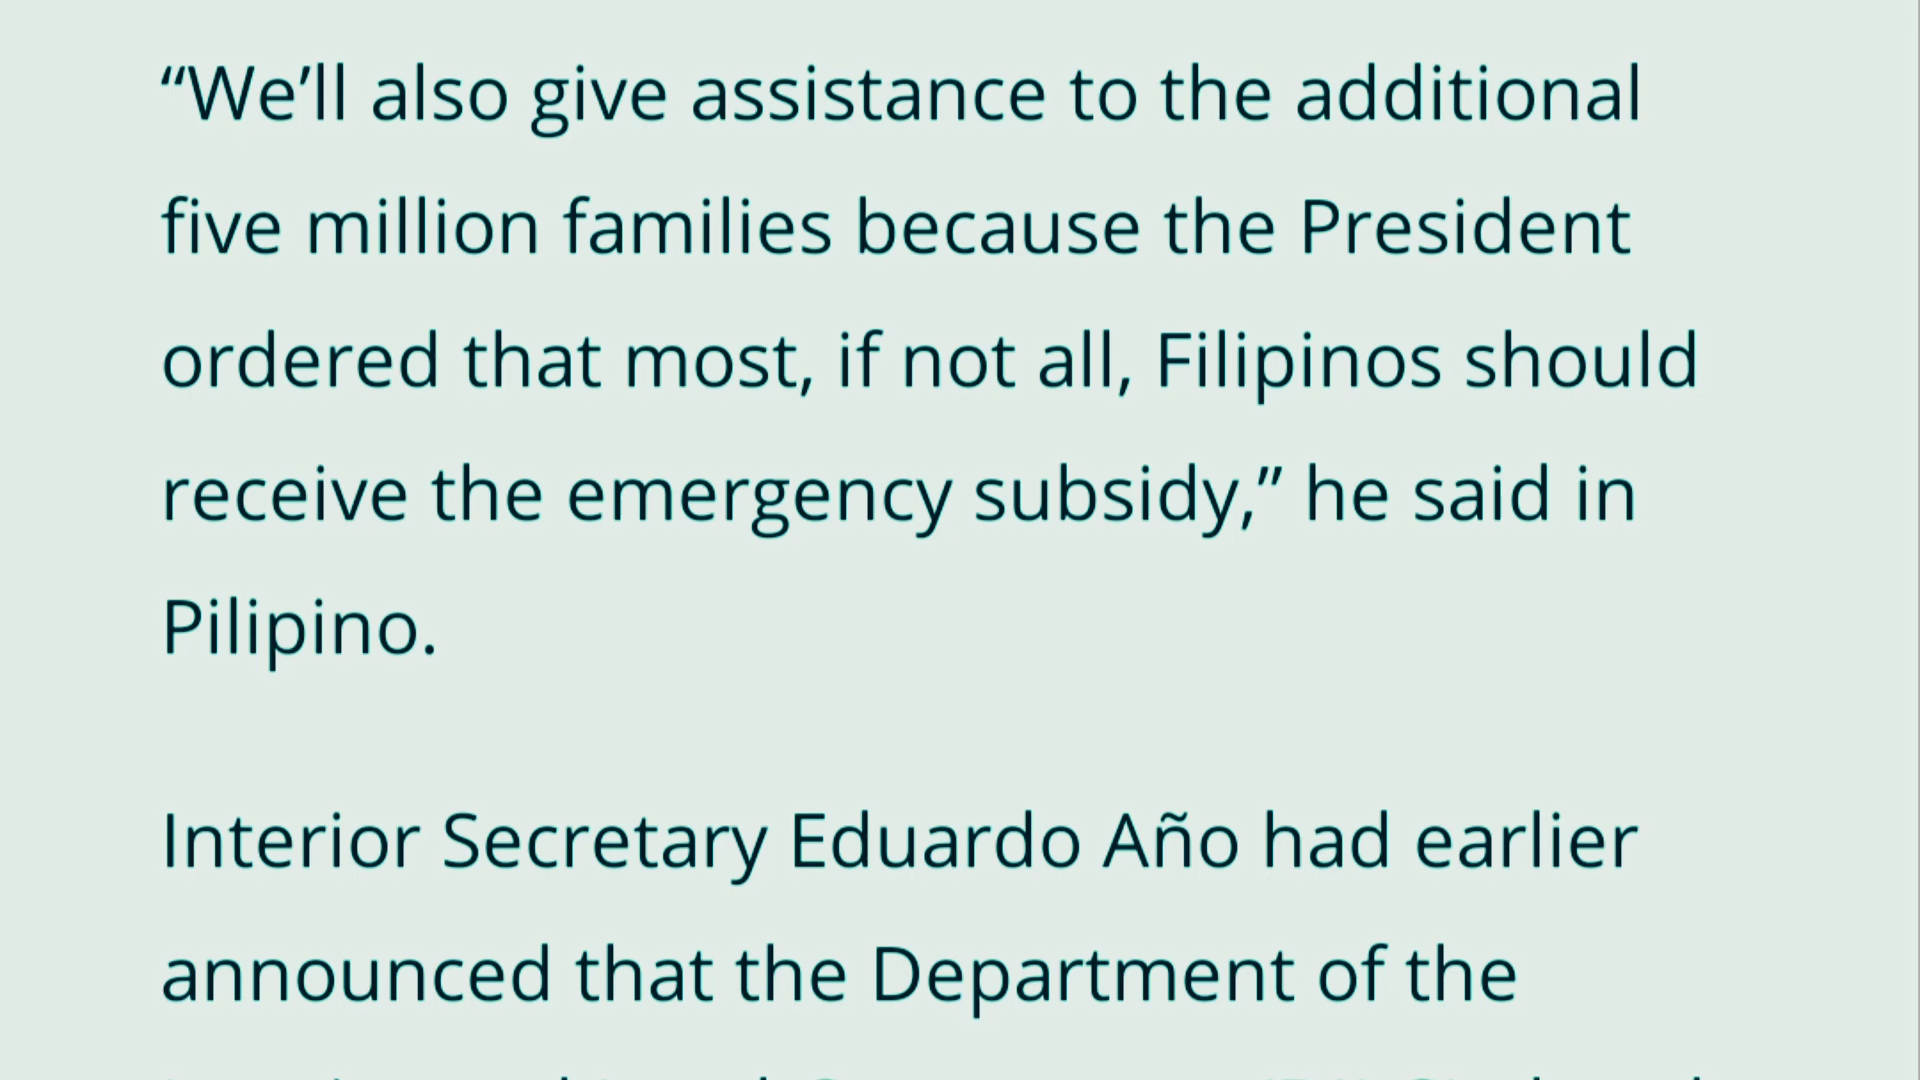 “We’ll also give assistance to the additional
five million families because the President
ordered that most, if not all, Filipinos should
receive the emergency subsidy,” he said in
Pilipino.
Interior Secretary Eduardo Año had earlier
announced that the Department of the